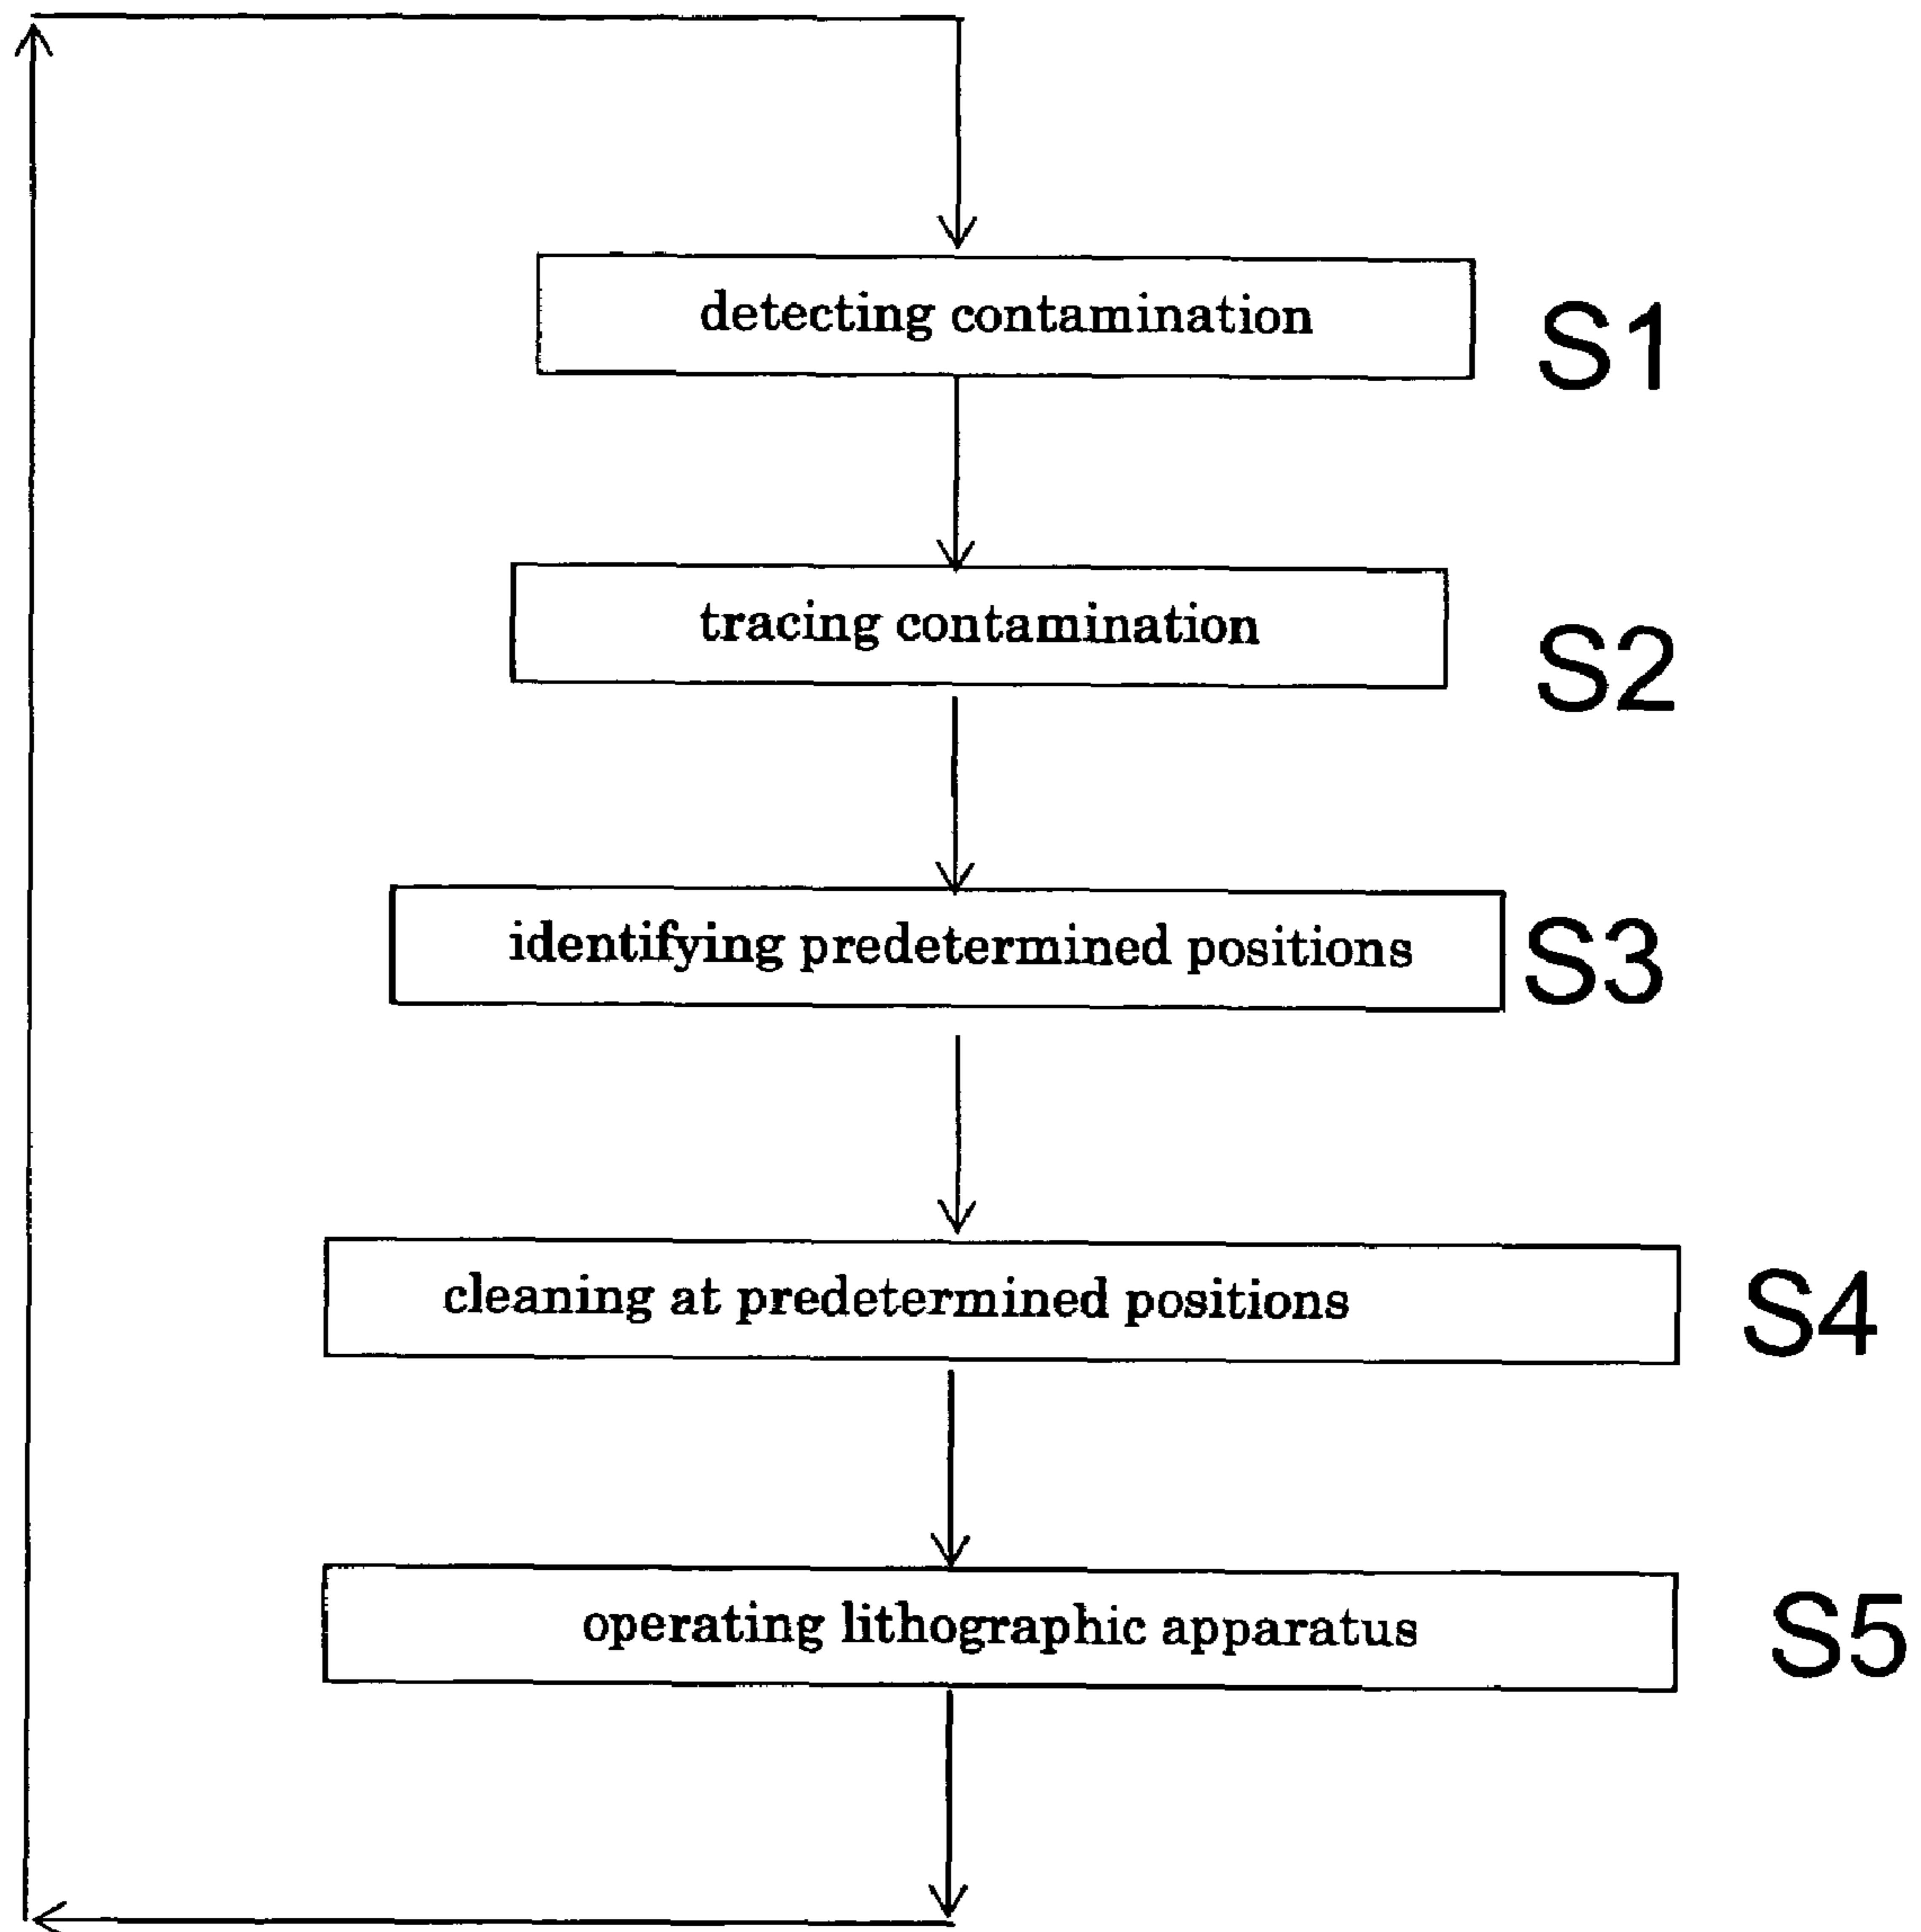 detecting contamination
S1
tracing contamination
S2
identifying predetermined positions
S3
cleaning at predetermined positions
S4
operating lithographic apparatus
S5